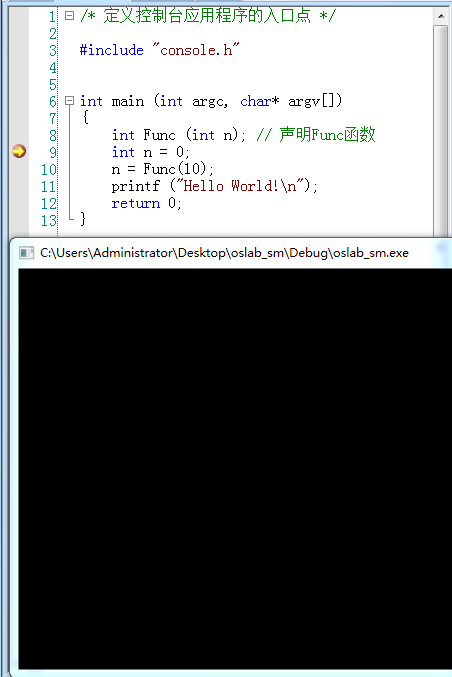 1 /* 定义控制台应用程序的入口点 */
2
3 #include "console.h"
4
5
6 int main (int argc, char* argv[])
7 {
8 int Func (int n); // 声明Func函数
9 int n = 0;
10 n = Func(10);
11 printf ("Hello World!\n");
12 return 0;
13 }
C:\Users\Administrator\Desktop\oslab_sm\Debug\oslab_sm.exe